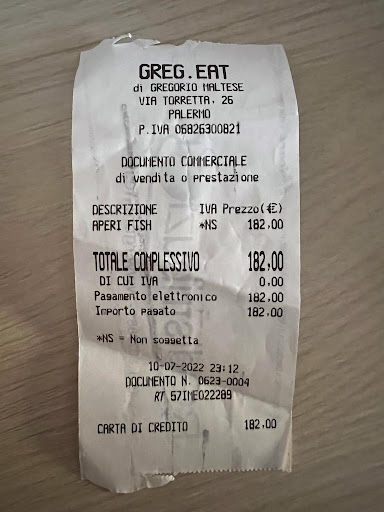 GREG.EAT
di GREGORIO MALTESE
VIA TORRETTA, 26
PALERMO
P.IVA 06826300821
DOCUMENTO COMMERCIALE
di vendita o prestazione
DESCRIZIONE IVA Prezzo(€)
APERI FISH *NS 182,00
TOTALE COMPLESSIVO 182,00
DI CUI IVA 0,00
Pagamento elettronico 182,00
Importo pagato 182,00
*NS = Non soggetta
10-07-2022 23:12
DOCUMENTO N. 0623-0004
RT 57IME022289
CARTA DI CREDITO 182,00